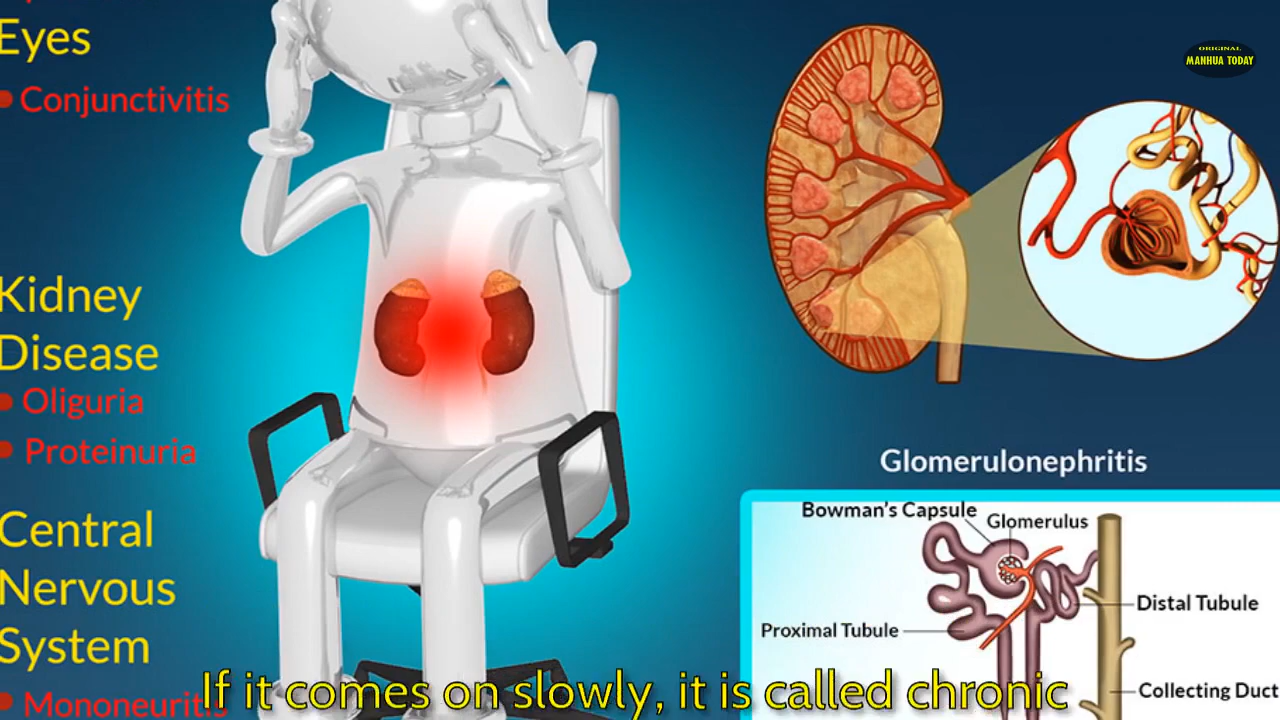 Eyes
Conjunctivitis
Kidney
Disease
Oliguria
Proteinuria
Central
Nervous
System
Mononeuritis
ORIGINAL
MANHUA TODAY
Glomerulonephritis
Bowman's Capsule
Glomerulus
Distal Tubule
Proximal Tubule
Collecting Duct
If it comes on slowly, it is called chronic